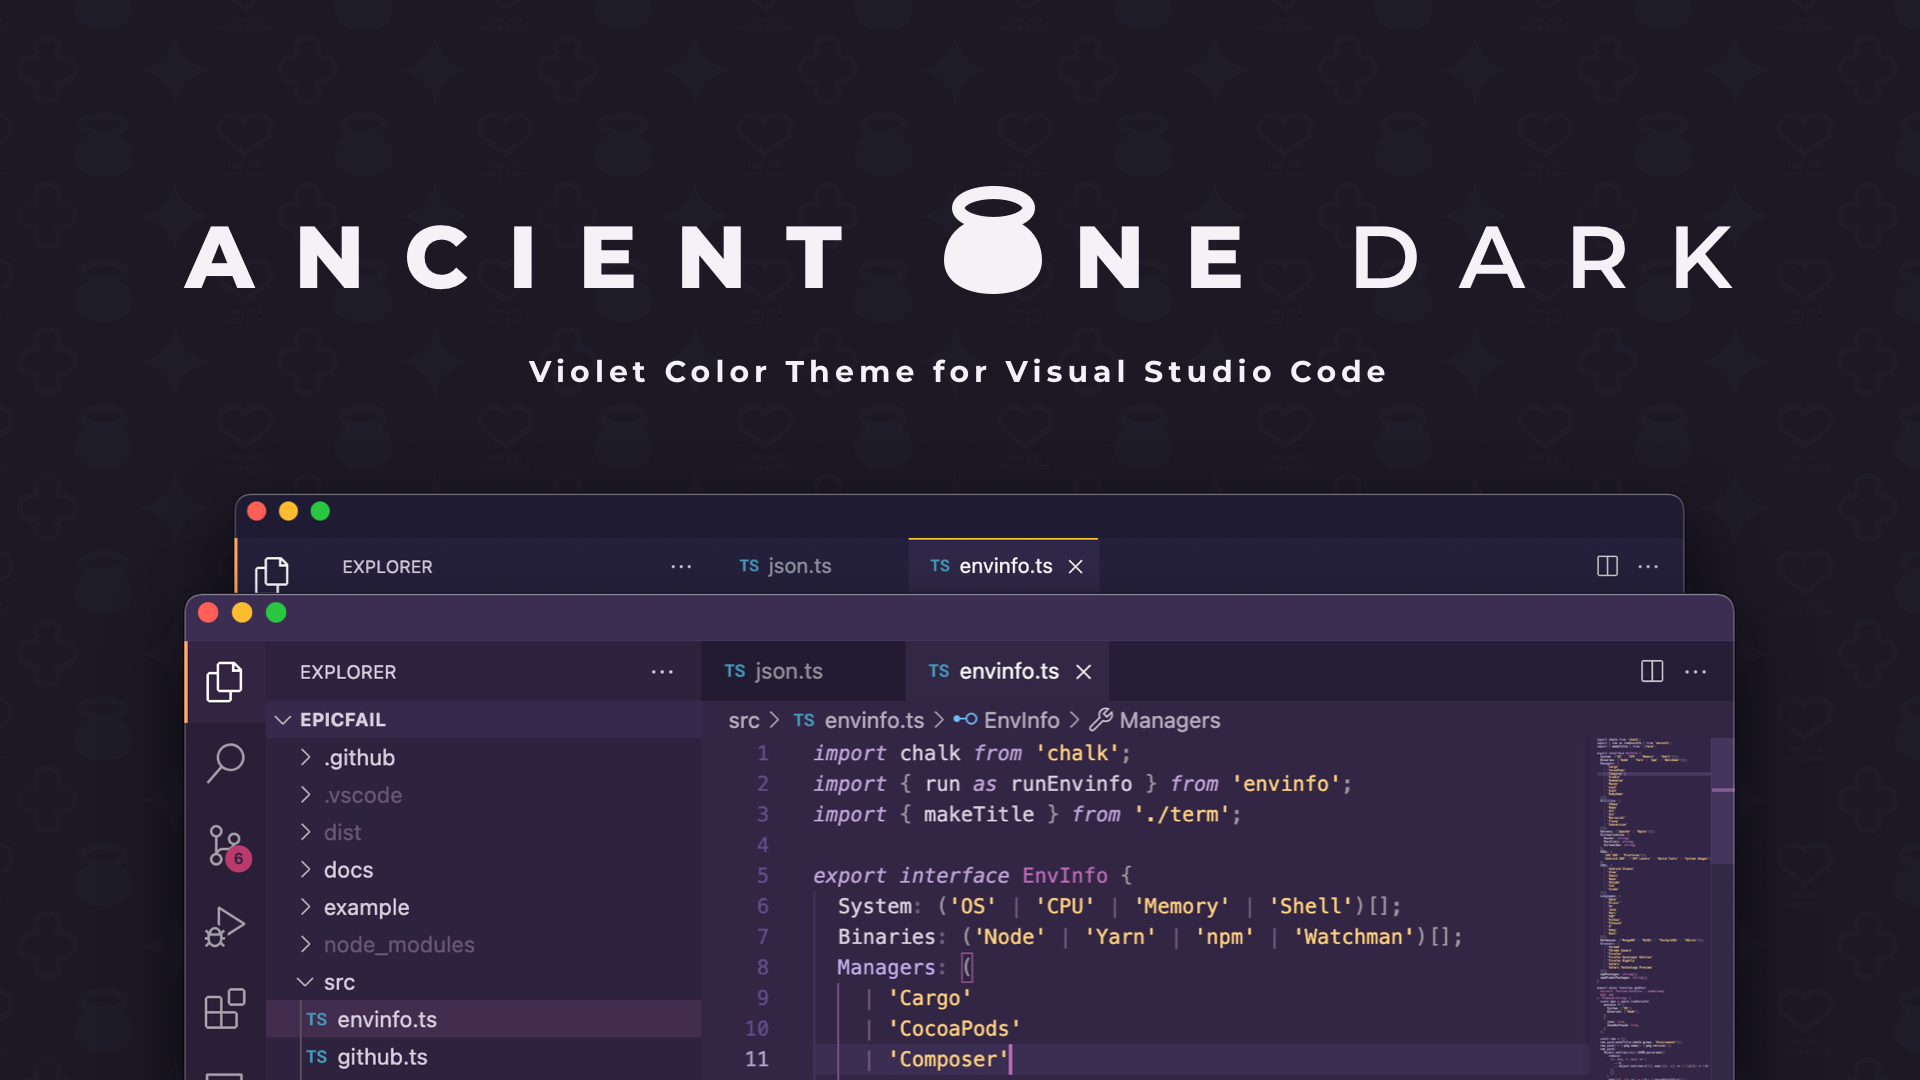 ANCIENT ONE DARK
Violet Color Theme for Visual Studio Code
EXPLORER
TS json.ts
TS envinfo.ts
EXPLORER
TS json.ts
TS envinfo.ts
EPICFAIL
src > TS envinfo.ts > EnvInfo > Managers
.github
.vscode
dist
docs
example
node_modules
src
TS envinfo.ts
TS github.ts
6
1 import chalk from 'chalk';
2 import { run as runEnvinfo } from 'envinfo';
3 import { makeTitle } from './term';
4
5 export interface EnvInfo {
6 System: ('OS' | 'CPU' | 'Memory' | 'Shell')[];
7 Binaries: ('Node' | 'Yarn' | 'npm' | 'Watchman')[];
8 Managers: (
9 | 'Cargo'
10 | 'CocoaPods'
11 | 'Composer'